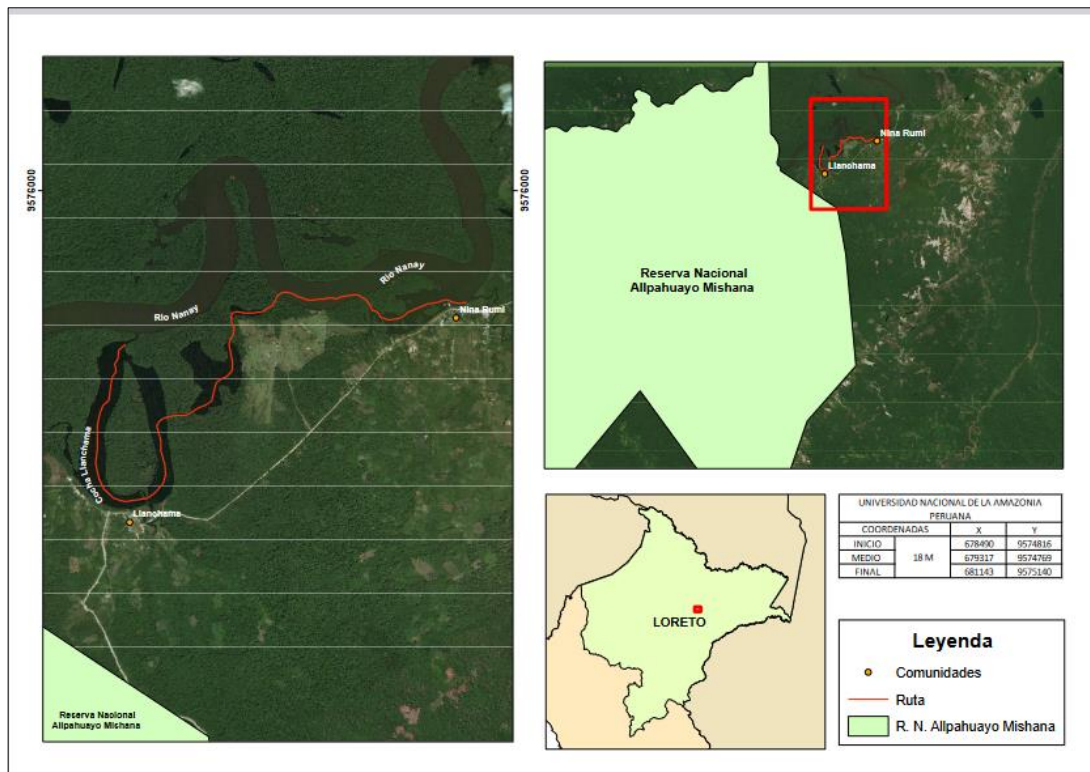 9576000
9576000
Rio Nanay
Rio Nanay
Nina Rumi
Cocha Llanchama
Llanchama
Reserva Nacional
Allpahuayo Mishana
Nina Rumi
Llanchama
Reserva Nacional
Allpahuayo Mishana
LORETO
UNIVERSIDAD NACIONAL DE LA AMAZONIA
PERUANA
COORDENADAS X Y
INICIO 18 M 678490 9574816
MEDIO 679317 9574769
FINAL 681143 9575140
Leyenda
Comunidades
Ruta
R. N. Allpahuayo Mishana